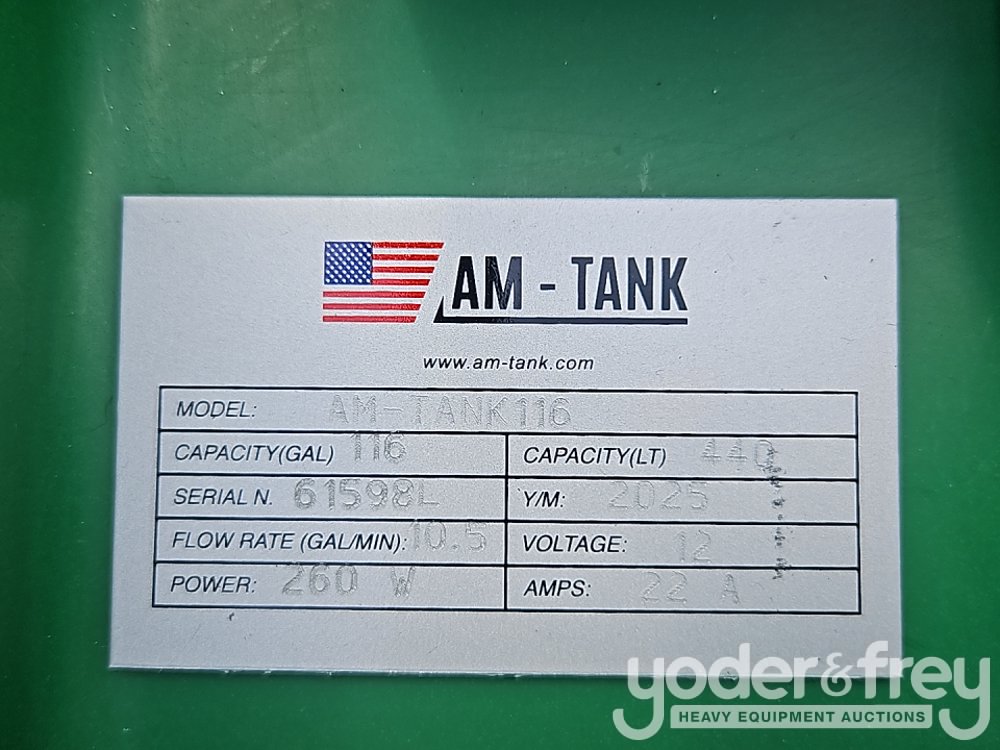 AM - TANK
www.am-tank.com
MODEL: AM-TANK116
CAPACITY(GAL) 116 CAPACITY(LT) 440
SERIAL N. 61598L Y/M: 2025
FLOW RATE (GAL/MIN): 10.5 VOLTAGE: 12
POWER: 260 W AMPS: 22 A
yoder&frey
HEAVY EQUIPMENT AUCTIONS